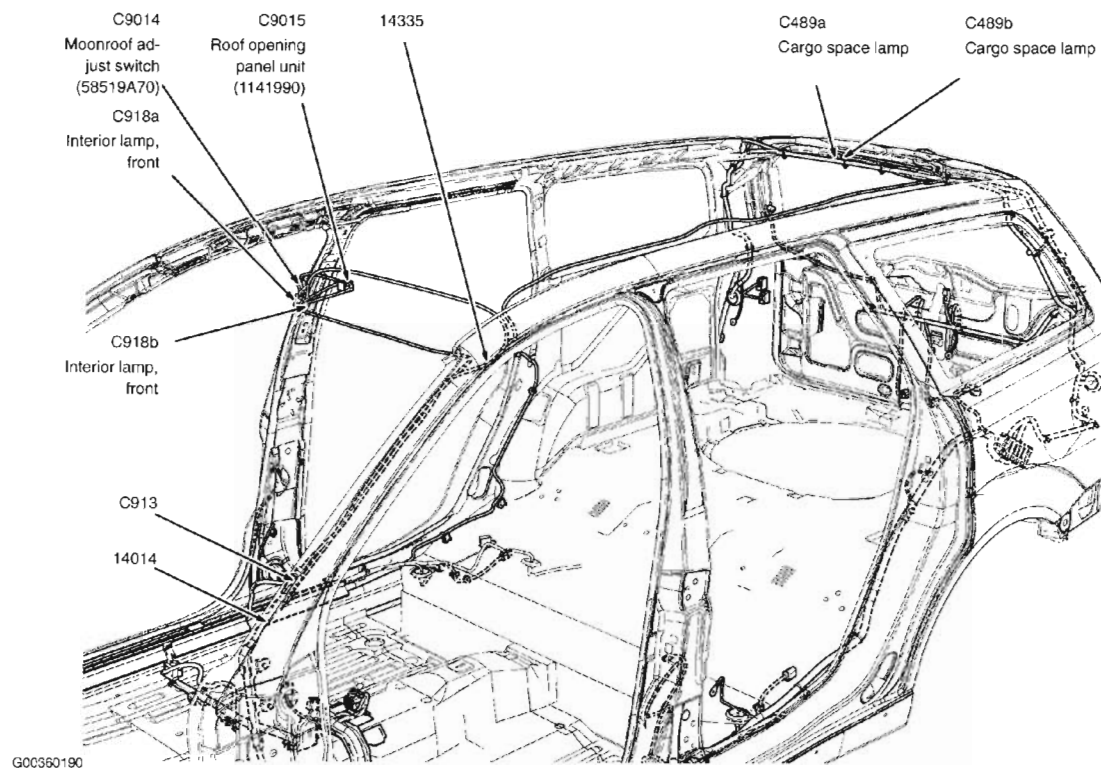 C9014
Moonroof ad-
just switch
(58519A70)
C918a
Interior lamp,
front
C9015
Roof opening
panel unit
(1141990)
14335
C489a
Cargo space lamp
C489b
Cargo space lamp
C918b
Interior lamp,
front
C913
14014
G00360190